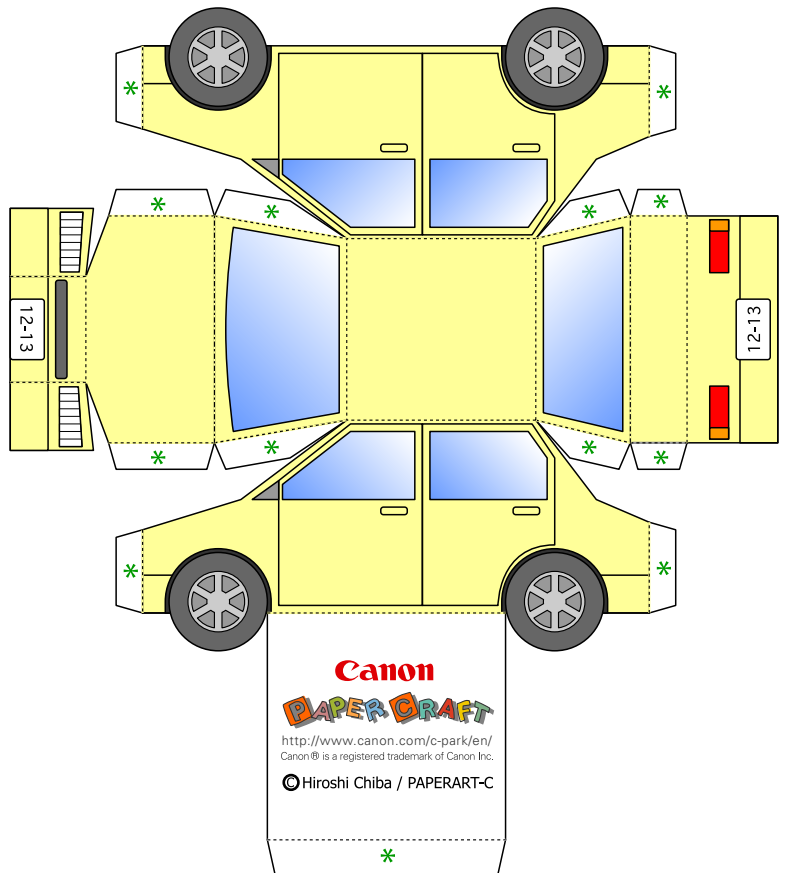 12-13
12-13
Canon
PAPER CRAFT
http://www.canon.com/c-park/en/
Canon® is a registered trademark of Canon Inc.
©Hiroshi Chiba / PAPERART-C